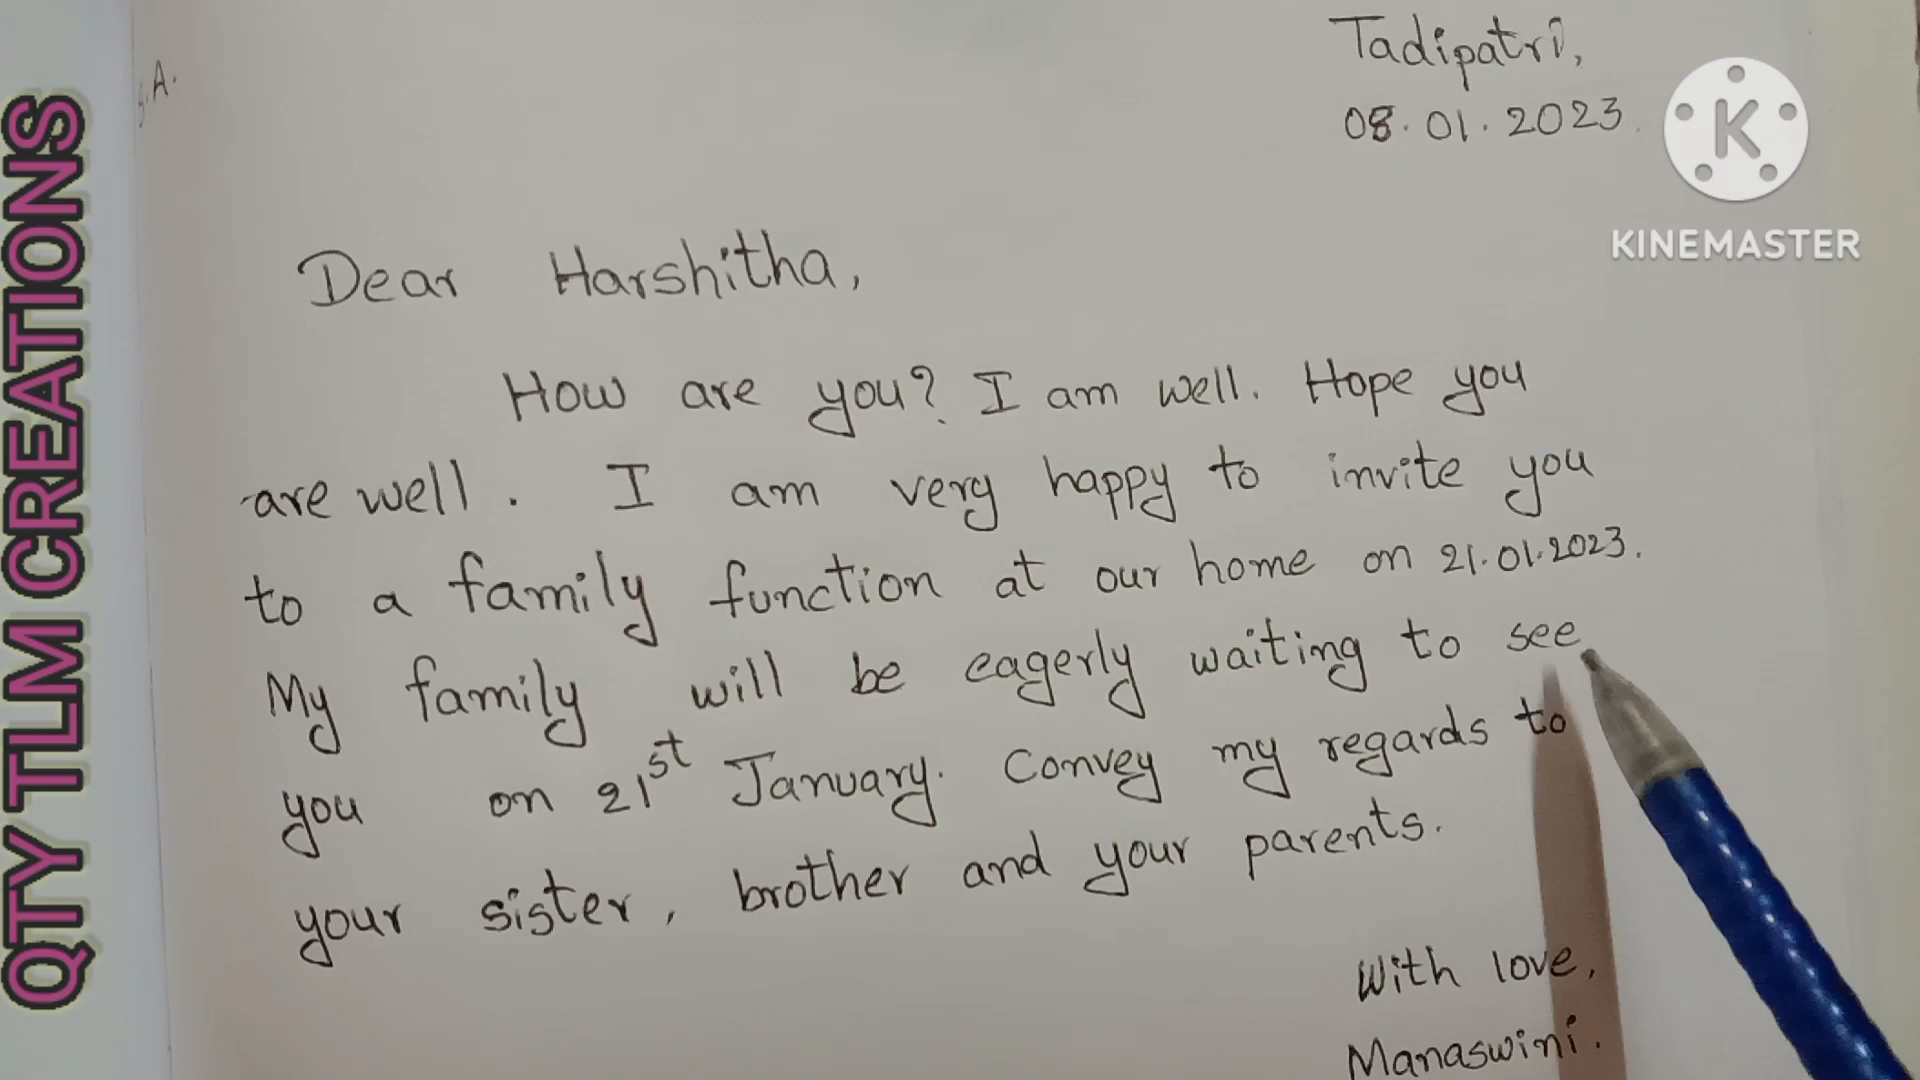 Tadipatri,
08.01.2023.
A.
K
KINEMASTER
QTY TLM CREATIONS
Dear Harshitha,
How are you? I am well. Hope you
are well. I am very happy to invite you
to a family function at our home on 21.01.2023.
My family will be eagerly waiting to see
you on 21st January. Convey my regards to
your sister, brother and your parents.
With love,
Manaswini.